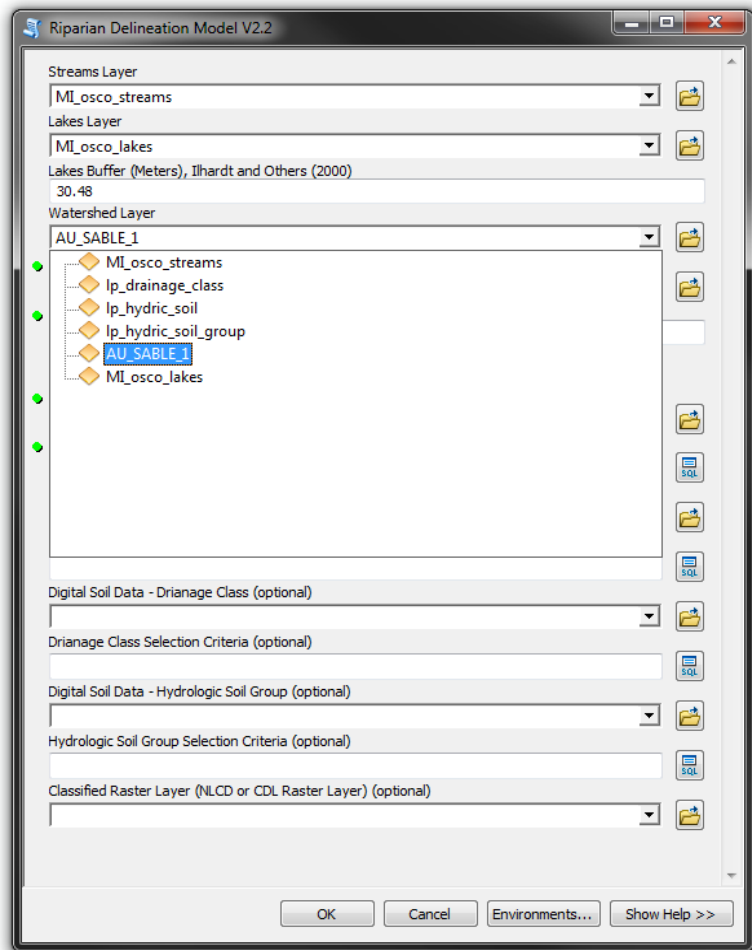 Riparian Delineation Model V2.2
Streams Layer
MI_osco_streams
Lakes Layer
MI_osco_lakes
Lakes Buffer (Meters), Ilhardt and Others (2000)
30.48
Watershed Layer
AU_SABLE_1
MI_osco_streams
lp_drainage_class
lp_hydric_soil
lp_hydric_soil_group
AU_SABLE_1
MI_osco_lakes
SQL
SQL
Digital Soil Data - Drianage Class (optional)
Drianage Class Selection Criteria (optional)
SQL
Digital Soil Data - Hydrologic Soil Group (optional)
Hydrologic Soil Group Selection Criteria (optional)
SQL
Classified Raster Layer (NLCD or CDL Raster Layer) (optional)
OK Cancel Environments... Show Help >>